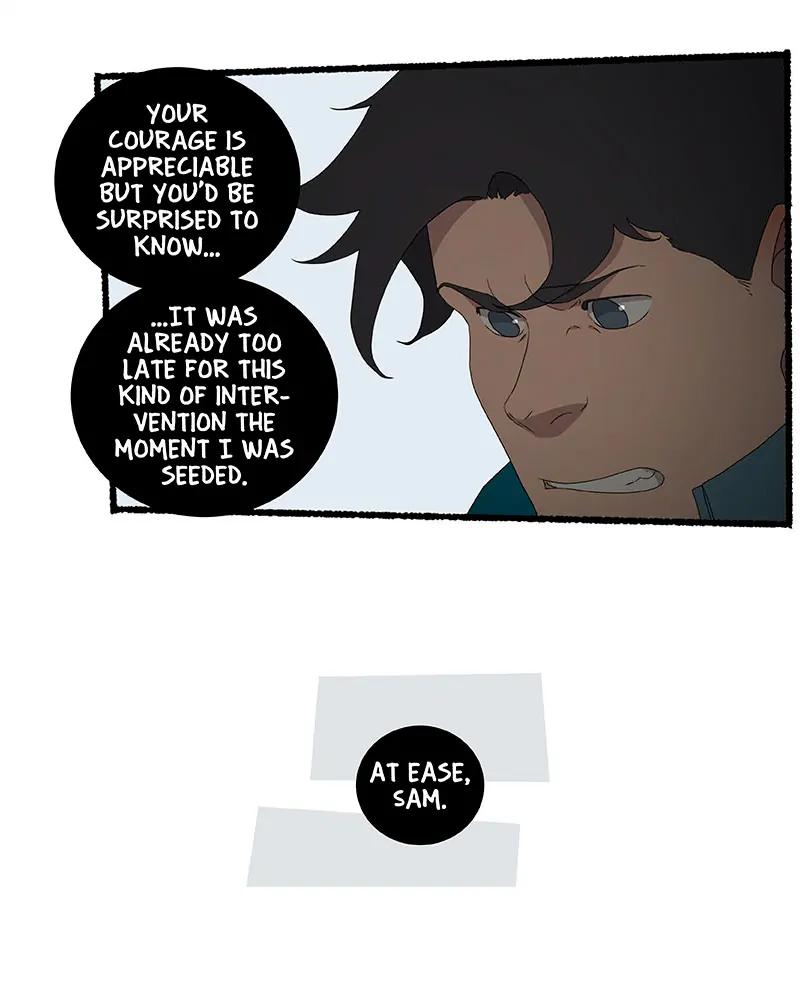 YOUR
COURAGE IS
APPRECIABLE
BUT YOU'D BE
SURPRISED TO
KNOW...
...IT WAS
ALREADY TOO
LATE FOR THIS
KIND OF INTER-
VENTION THE
MOMENT I WAS
SEEDED.
AT EASE,
SAM.